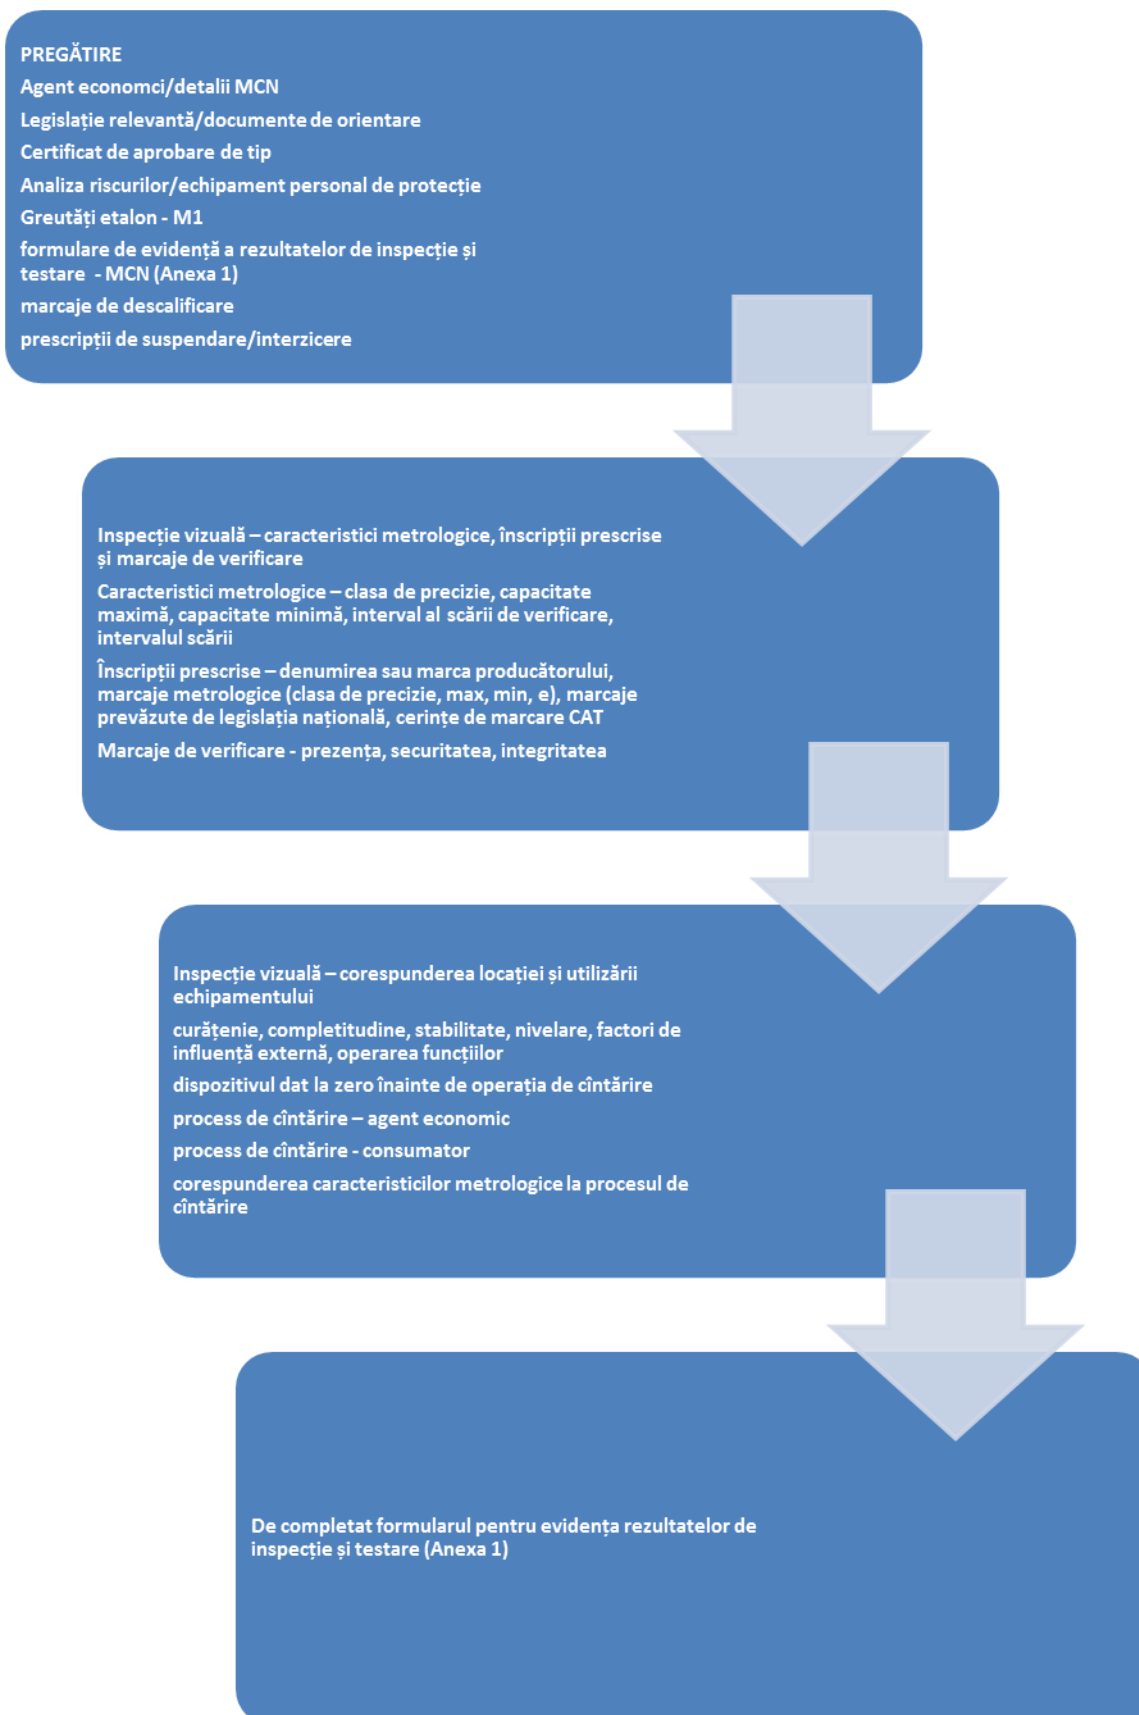 PREGĂTIRE
Agent economci/detalii MCN
Legislație relevantă/documente de orientare
Certificat de aprobare de tip
Analiza riscurilor/echipament personal de protecție
Greutăți etalon - M1
formulare de evidență a rezultatelor de inspecție și
testare - MCN (Anexa 1)
marcaje de descalificare
prescripții de suspendare/interzicere
Inspecție vizuală – caracteristici metrologice, înscripții prescrise
și marcaje de verificare
Caracteristici metrologice – clasa de precizie, capacitate
maximă, capacitate minimă, interval al scării de verificare,
intervalul scării
Înscripții prescrise – denumirea sau marca producătorului,
marcaje metrologice (clasa de precizie, max, min, e), marcaje
prevăzute de legislația națională, cerințe de marcare CAT
Marcaje de verificare - prezența, securitatea, integritatea
Inspecție vizuală – corespunderea locației și utilizării
echipamentului
curățenie, completitudine, stabilitate, nivelare, factori de
influență externă, operarea funcțiilor
dispozitivul dat la zero înainte de operația de cîntărire
process de cîntărire – agent economic
process de cîntărire - consumator
corespunderea caracteristicilor metrologice la procesul de
cîntărire
De completat formularul pentru evidența rezultatelor de
inspecție și testare (Anexa 1)